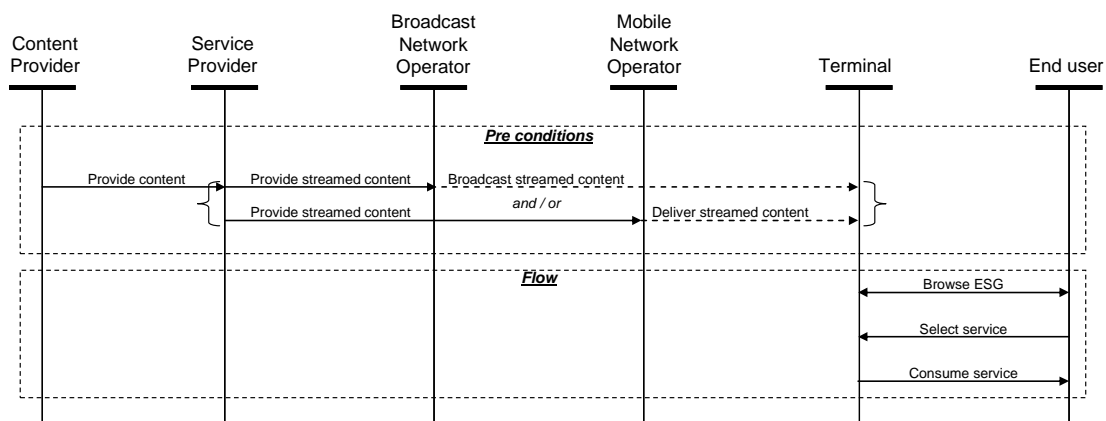 Content
Provider
Service
Provider
Broadcast
Network
Operator
Mobile
Network
Operator
Terminal
End user
Pre conditions
Provide content
Provide streamed content
Broadcast streamed content
Provide streamed content
and / or
Deliver streamed content
Flow
Browse ESG
Select service
Consume service